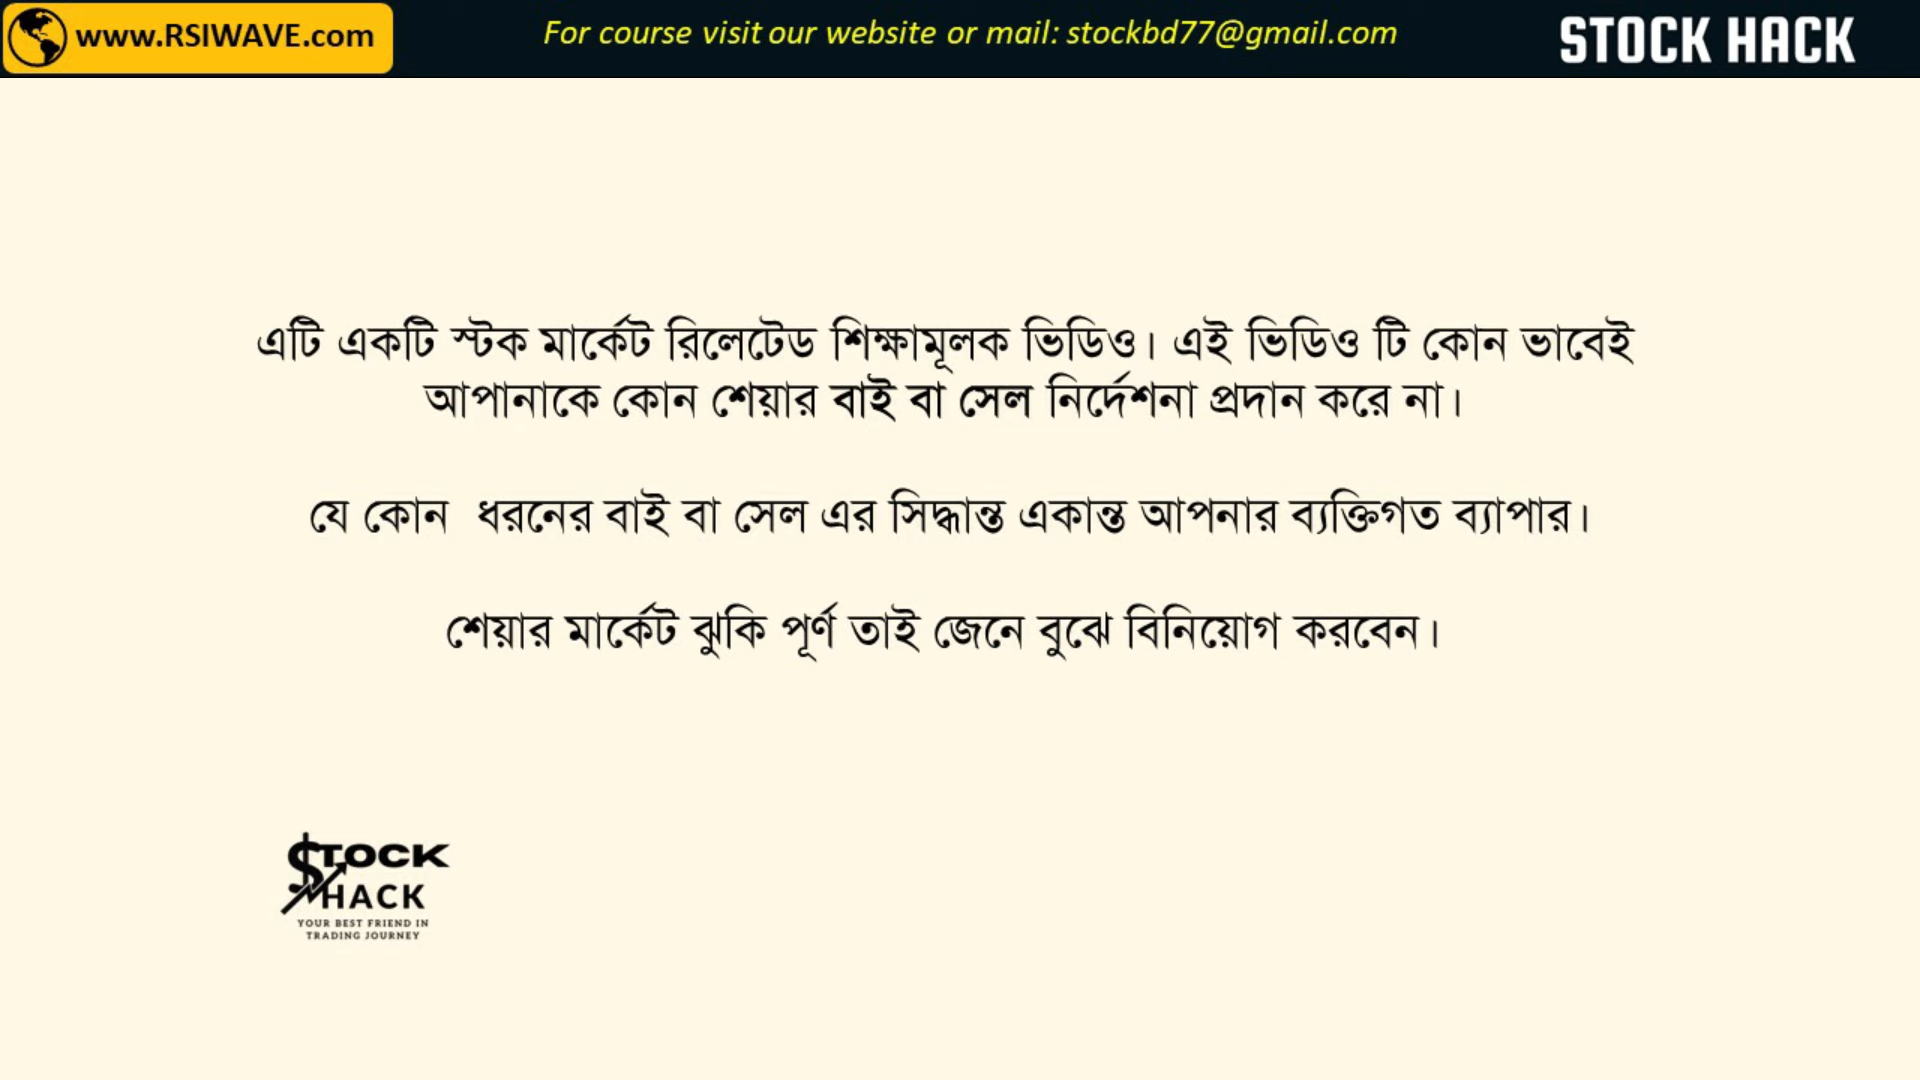 www.RSIWAVE.com
For course visit our website or mail: stockbd77@gmail.com
STOCK HACK
এটি একটি স্টক মার্কেট রিলেটেড শিক্ষামূলক ভিডিও। এই ভিডিও টি কোন ভাবেই
আপানাকে কোন শেয়ার বাই বা সেল নির্দেশনা প্রদান করে না।
যে কোন ধরনের বাই বা সেল এর সিদ্ধান্ত একান্ত আপনার ব্যক্তিগত ব্যাপার।
শেয়ার মার্কেট ঝুকি পূর্ণ তাই জেনে বুঝে বিনিয়োগ করবেন।
$TOCK
HACK
YOUR BEST FRIEND IN
TRADING JOURNEY